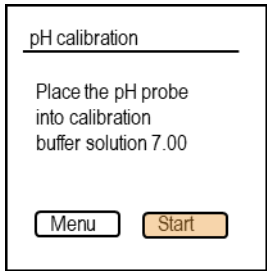 pH calibration
Place the pH probe
into calibration
buffer solution 7.00
Menu Start